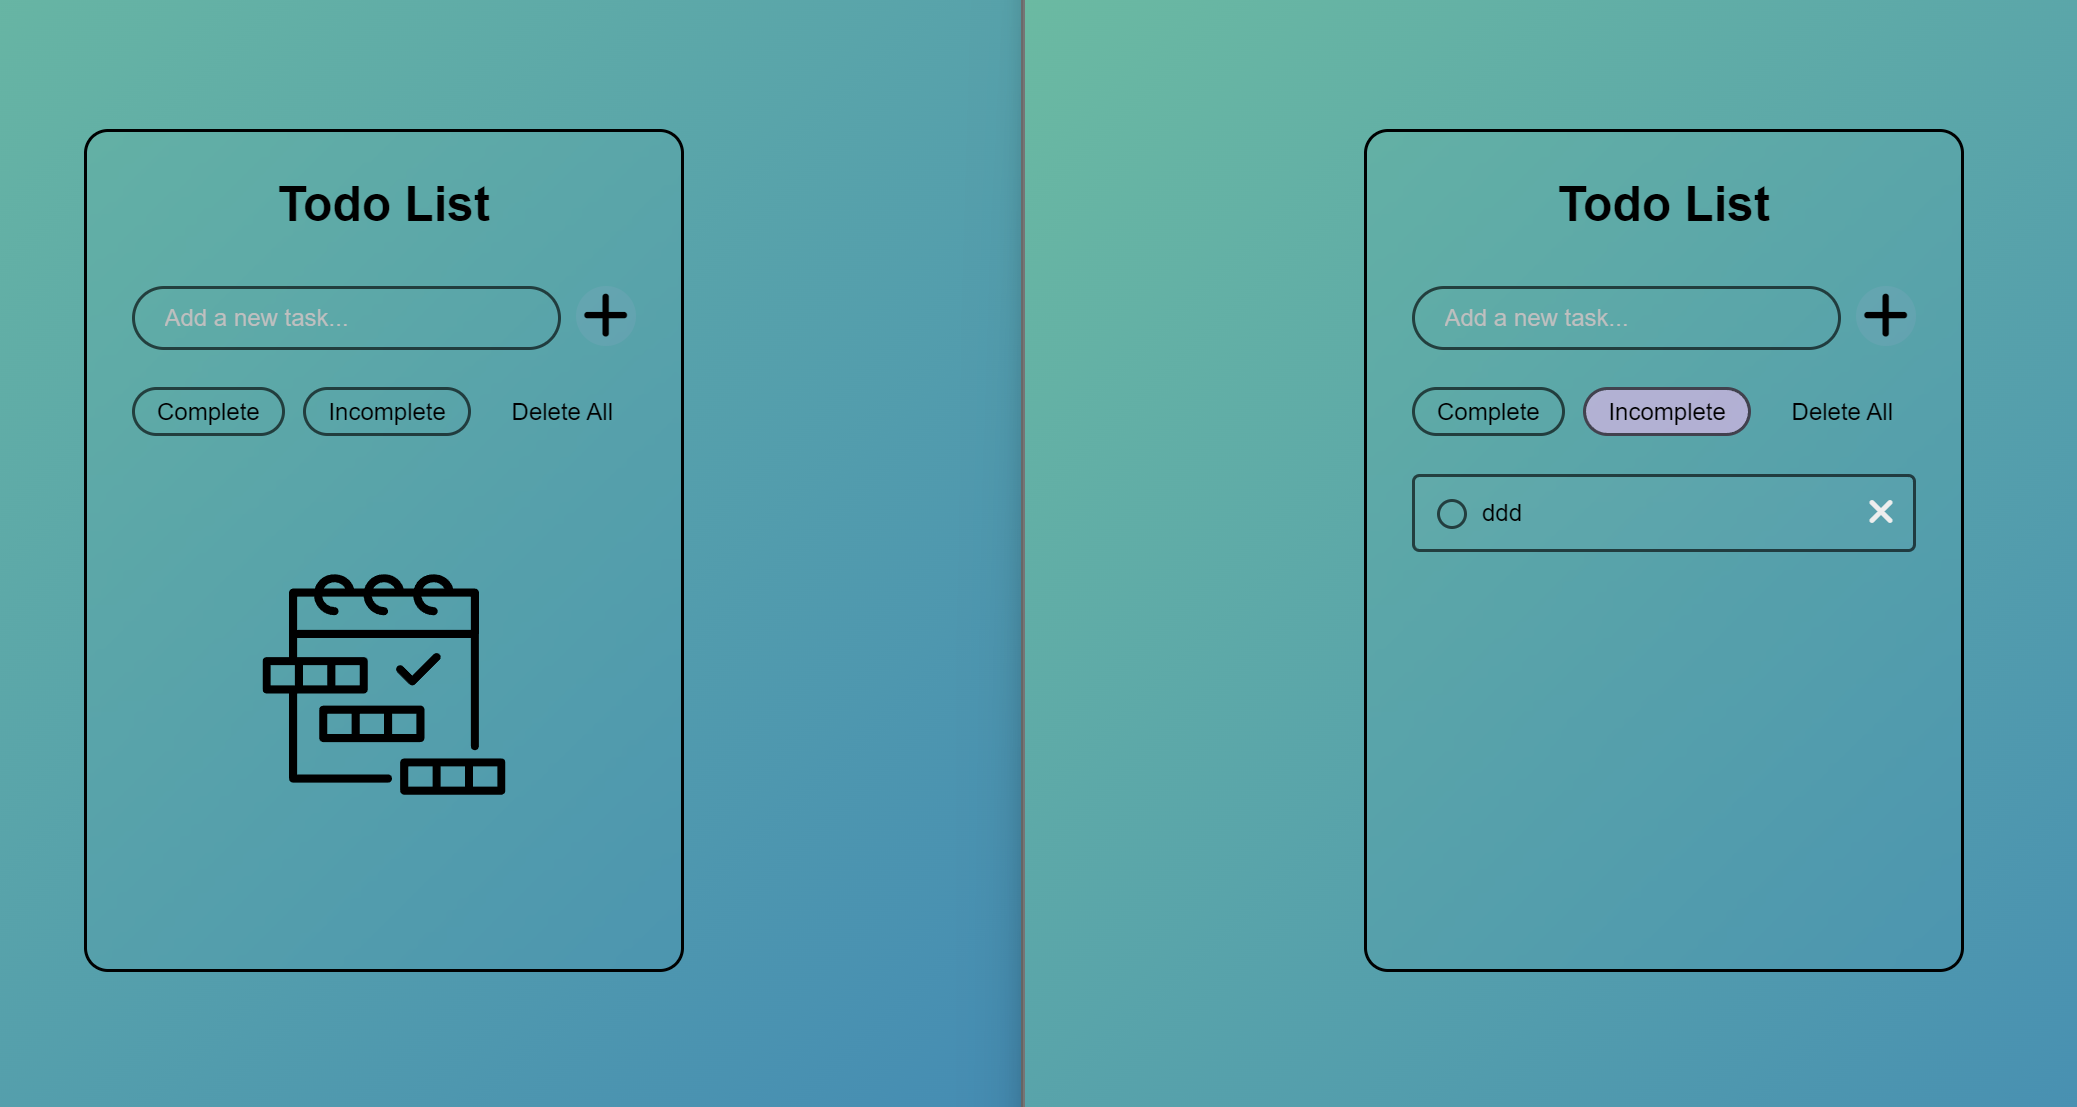 Todo List
Add a new task...
Complete
Incomplete
Delete All
Todo List
Add a new task...
Complete
Incomplete
Delete All
ddd